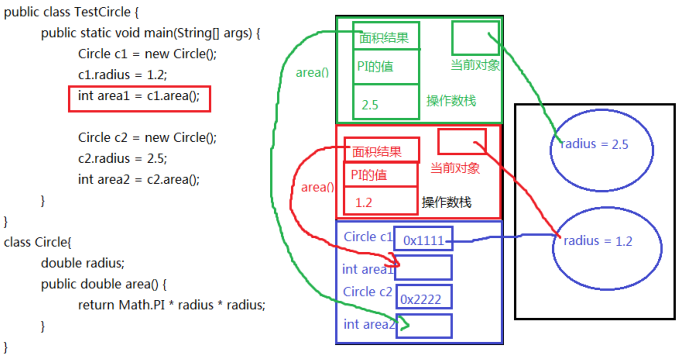 public class TestCircle {
public static void main(String[] args) {
Circle c1 = new Circle();
c1.radius = 1.2;
int area1 = c1.area();
Circle c2 = new Circle();
c2.radius = 2.5;
int area2 = c2.area();
}
}
class Circle{
double radius;
public double area() {
return Math.PI * radius * radius;
}
}
area()
面积结果
PI的值
2.5
当前对象
操作数栈
area()
面积结果
PI的值
1.2
当前对象
操作数栈
Circle c1
0x1111
int area1
Circle c2
0x2222
int area2
radius = 2.5
radius = 1.2